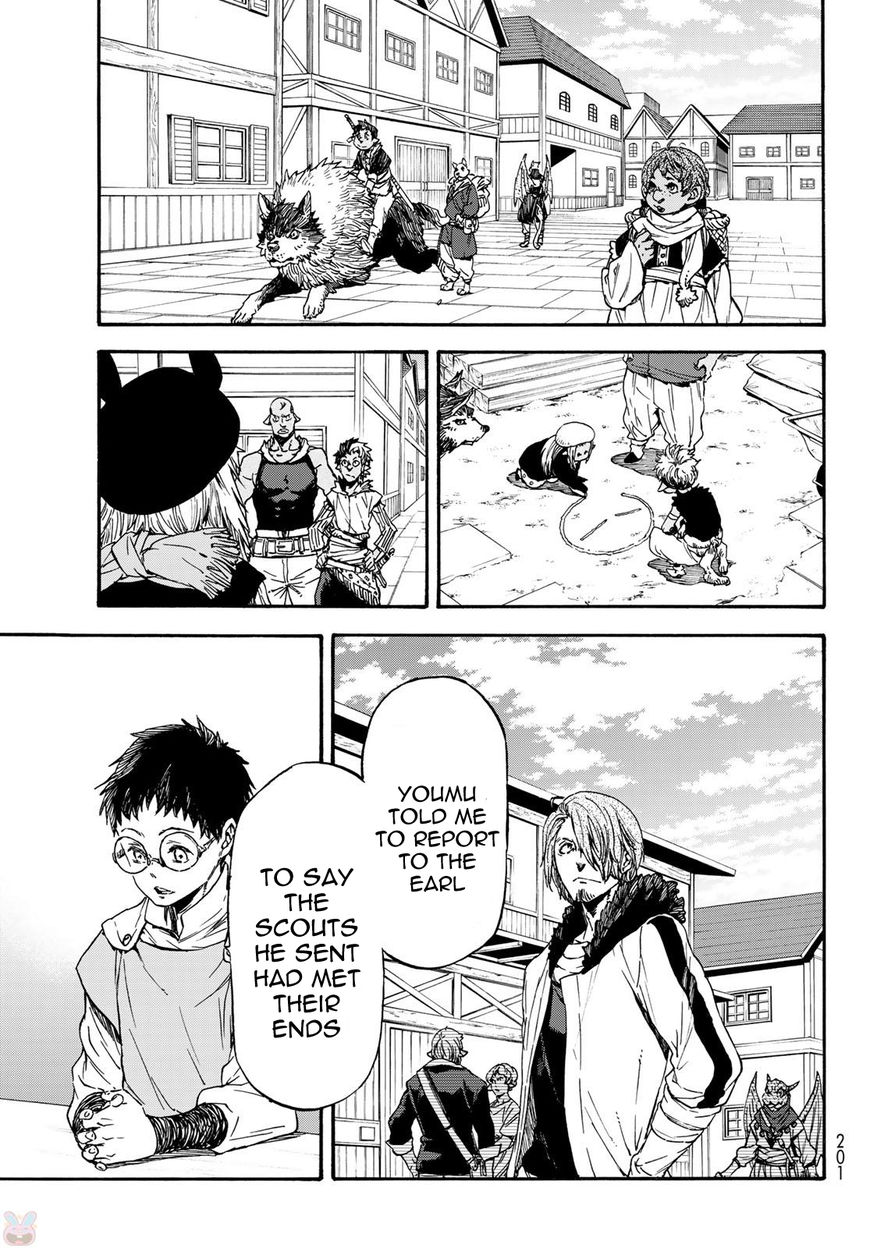 YOUMU
TOLD ME
TO REPORT
TO THE
EARL
TO SAY
THE
SCOUTS
HE SENT
HAD MET
THEIR
ENDS
201